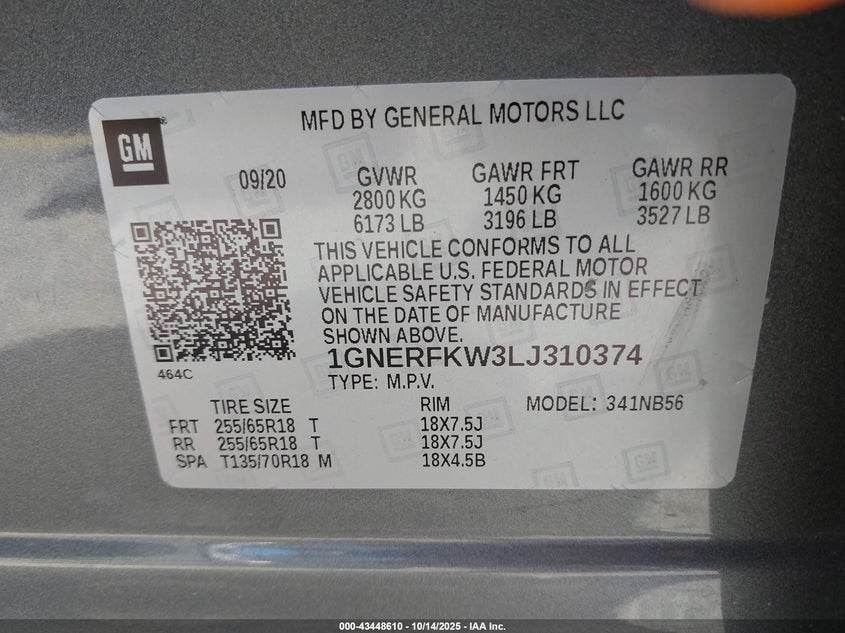 GM
MFD BY GENERAL MOTORS LLC
09/20
GVWR GAWR FRT GAWR RR
2800 KG 1450 KG 1600 KG
6173 LB 3196 LB 3527 LB
THIS VEHICLE CONFORMS TO ALL
APPLICABLE U.S. FEDERAL MOTOR
VEHICLE SAFETY STANDARDS IN EFFECT
ON THE DATE OF MANUFACTURE
SHOWN ABOVE.
1GNERFKW3LJ310374
464C
TYPE: M.P.V.
TIRE SIZE RIM MODEL: 341NB56
FRT 255/65R18 T 18X7.5J
RR 255/65R18 T 18X7.5J
SPA T135/70R18 M 18X4.5B
000-43448610 - 10/14/2025 - IAA Inc.